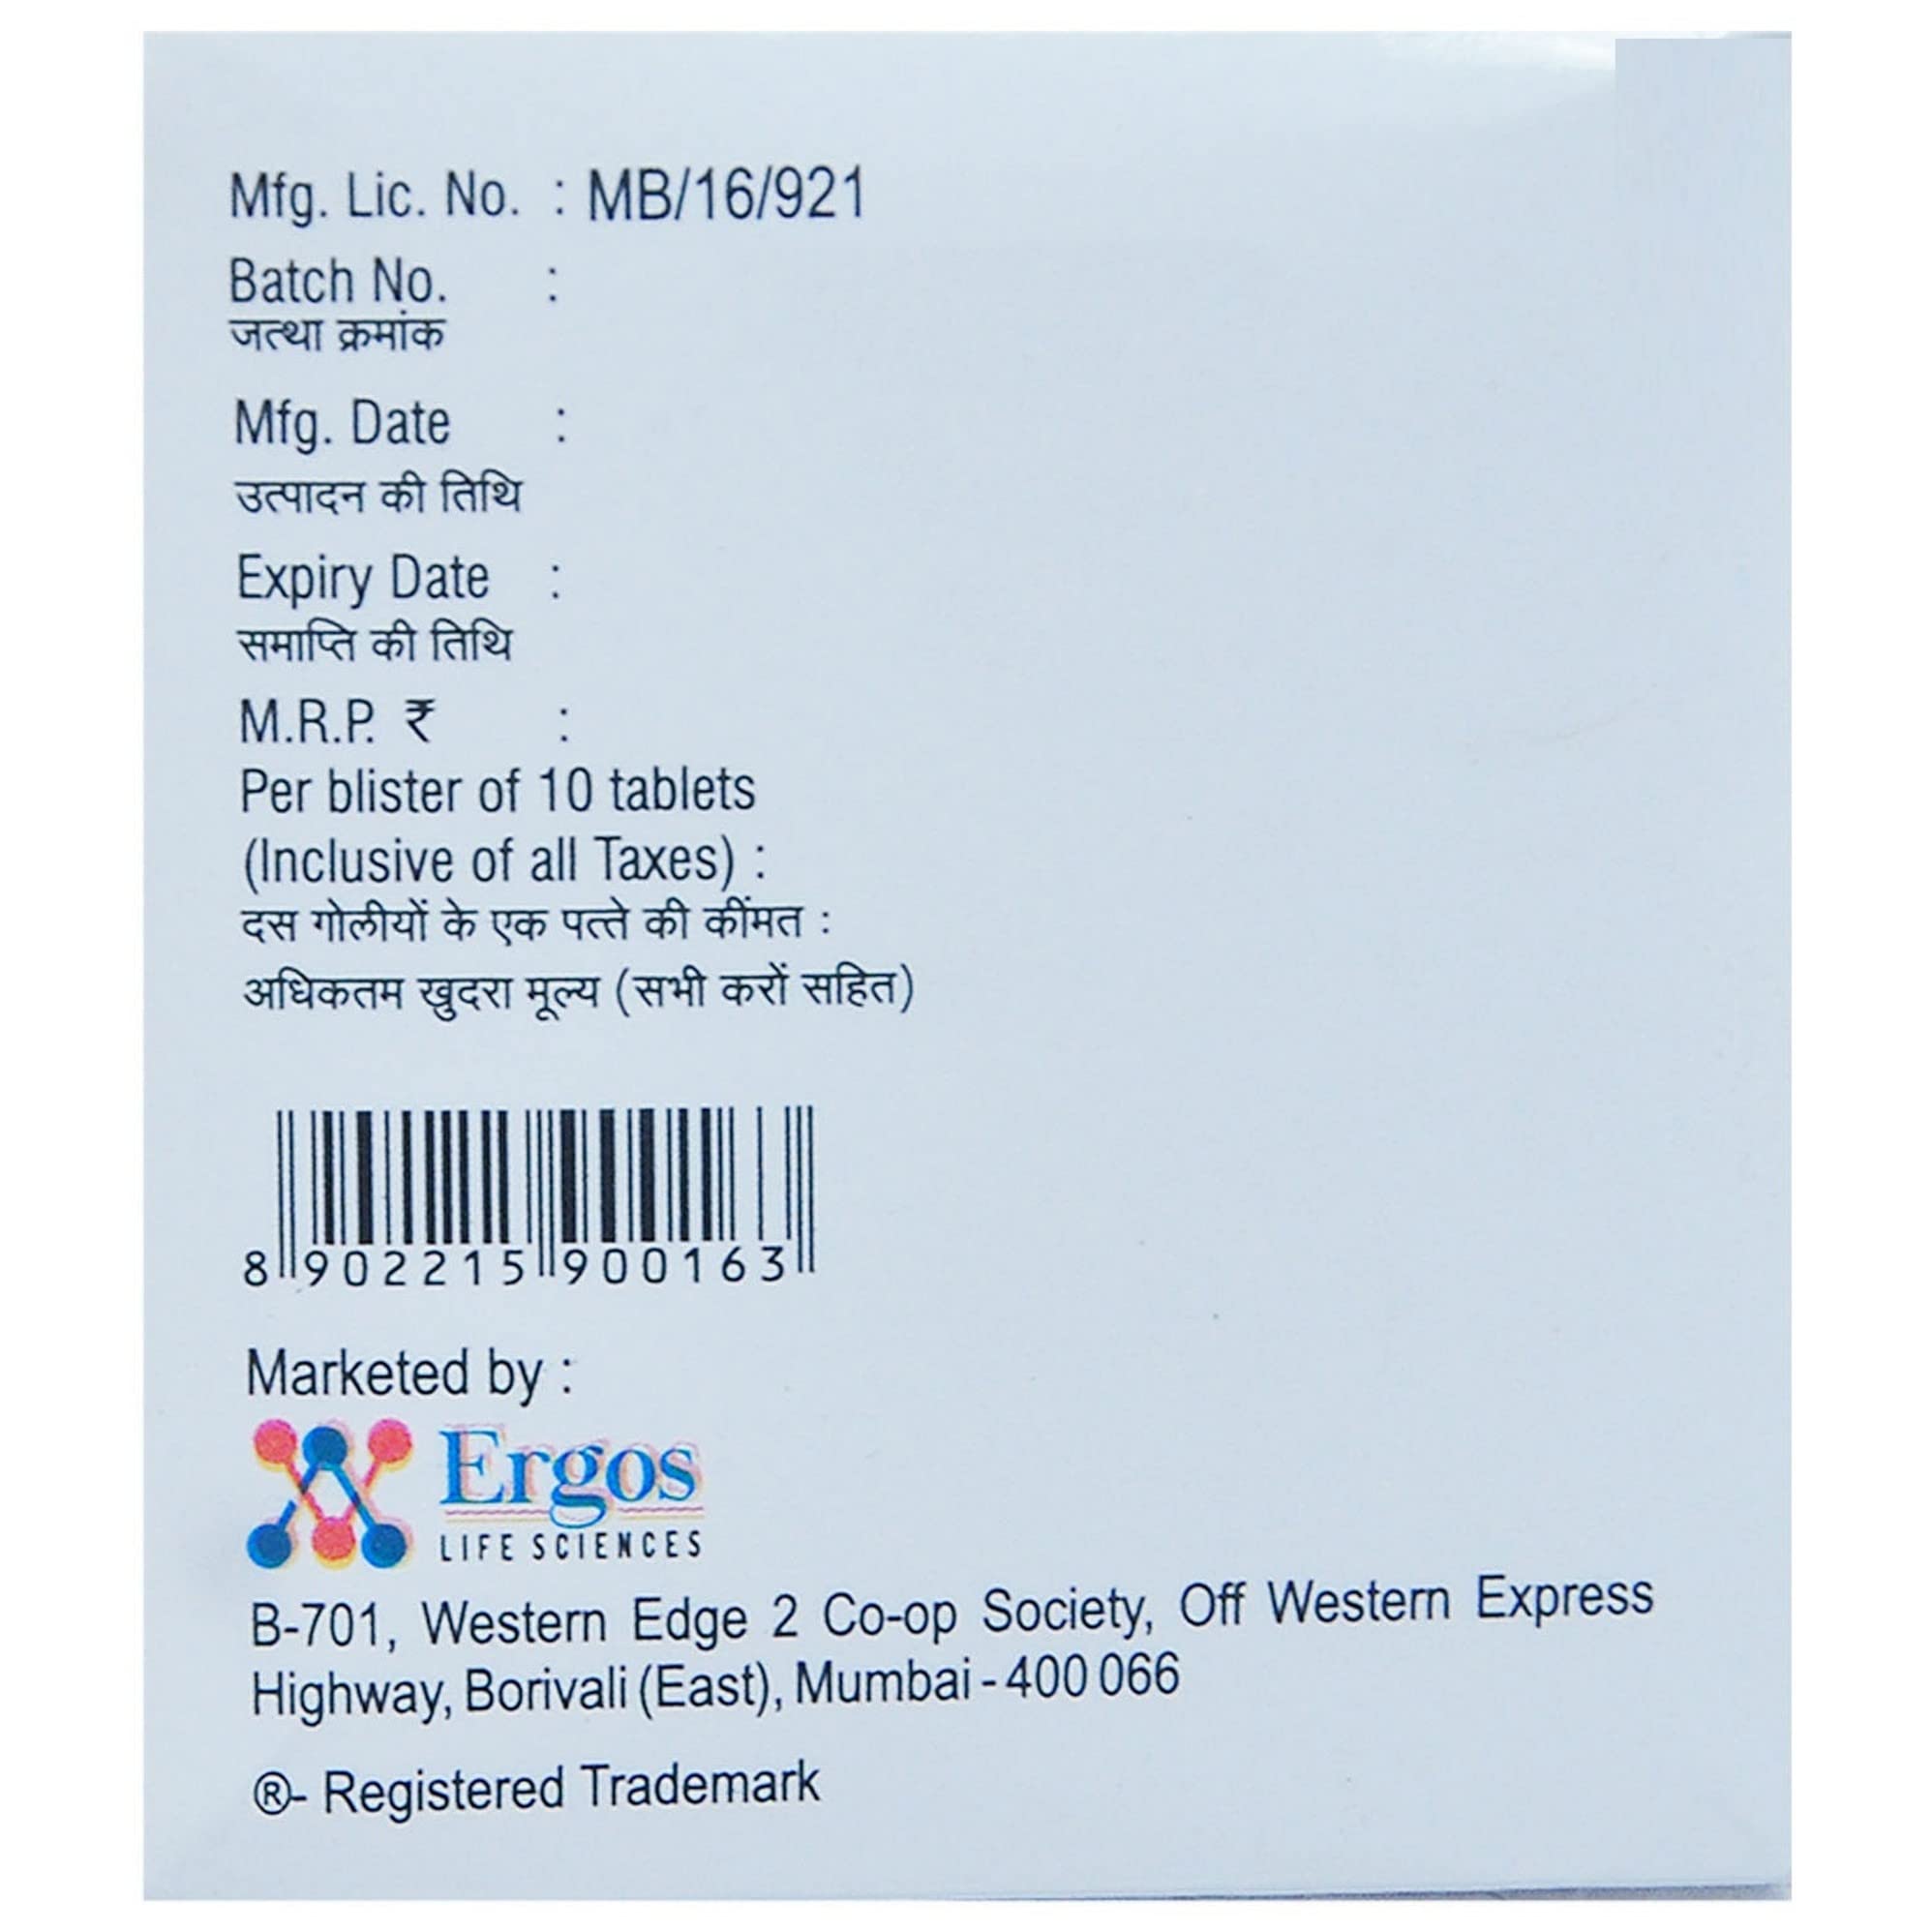 Mfg. Lic. No. : MB/16/921
Batch No. :
जत्था क्रमांक
Mfg. Date :
उत्पादन की तिथि
Expiry Date :
समाप्ति की तिथि
M.R.P. ₹ :
Per blister of 10 tablets
(Inclusive of all Taxes) :
दस गोलीयों के एक पत्ते की कींमत :
अधिकतम खुदरा मूल्य (सभी करों सहित)
8 902215 900163
Marketed by :
Ergos
LIFE SCIENCES
B-701, Western Edge 2 Co-op Society, Off Western Express
Highway, Borivali (East), Mumbai - 400 066
®- Registered Trademark